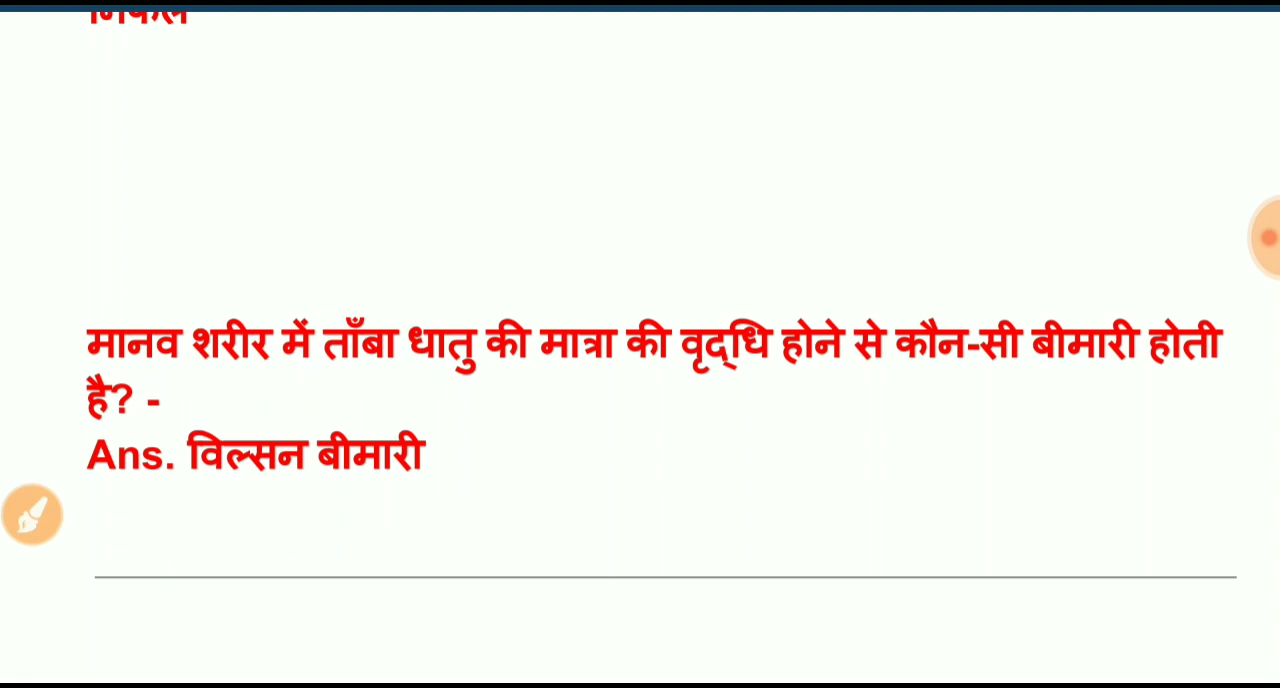 मानव शरीर में ताँबा धातु की मात्रा की वृद्धि होने से कौन-सी बीमारी होती
है? -
Ans. विल्सन बीमारी